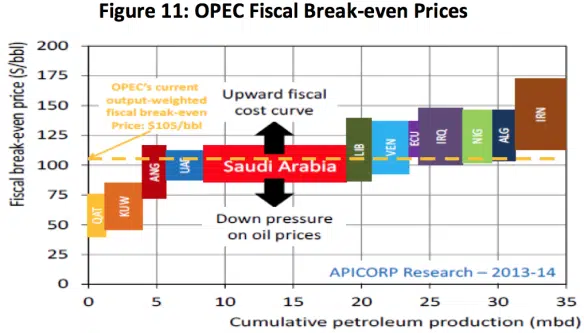 Figure 11: OPEC Fiscal Break-even Prices
Fiscal break-even price ($/bbl)
200
175
150
125
100
75
50
25
0
OPEC's current
output-weighted
fiscal break-even
Price: $105/bbl
Upward fiscal
cost curve
QAT
KUW
ANG
UAE
Saudi Arabia
LIB
VEN
ECU
IRQ
NIG
ALG
IRN
Down pressure
on oil prices
APICORP Research – 2013-14
0 5 10 15 20 25 30 35
Cumulative petroleum production (mbd)